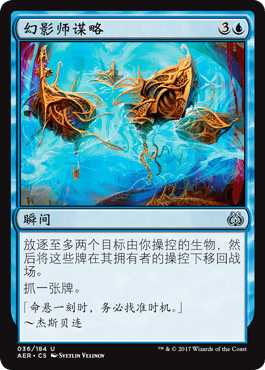 幻影师谋略 3
瞬间
放逐至多两个目标由你操控的生物，然
后将这些牌在其拥有者的操控下移回战
场。
抓一张牌。
「命悬一刻时，务必找准时机。」
～杰斯贝连
036/184 U
AER • CS SVETLIN VELINOV
™ & © 2017 Wizards of the Coast